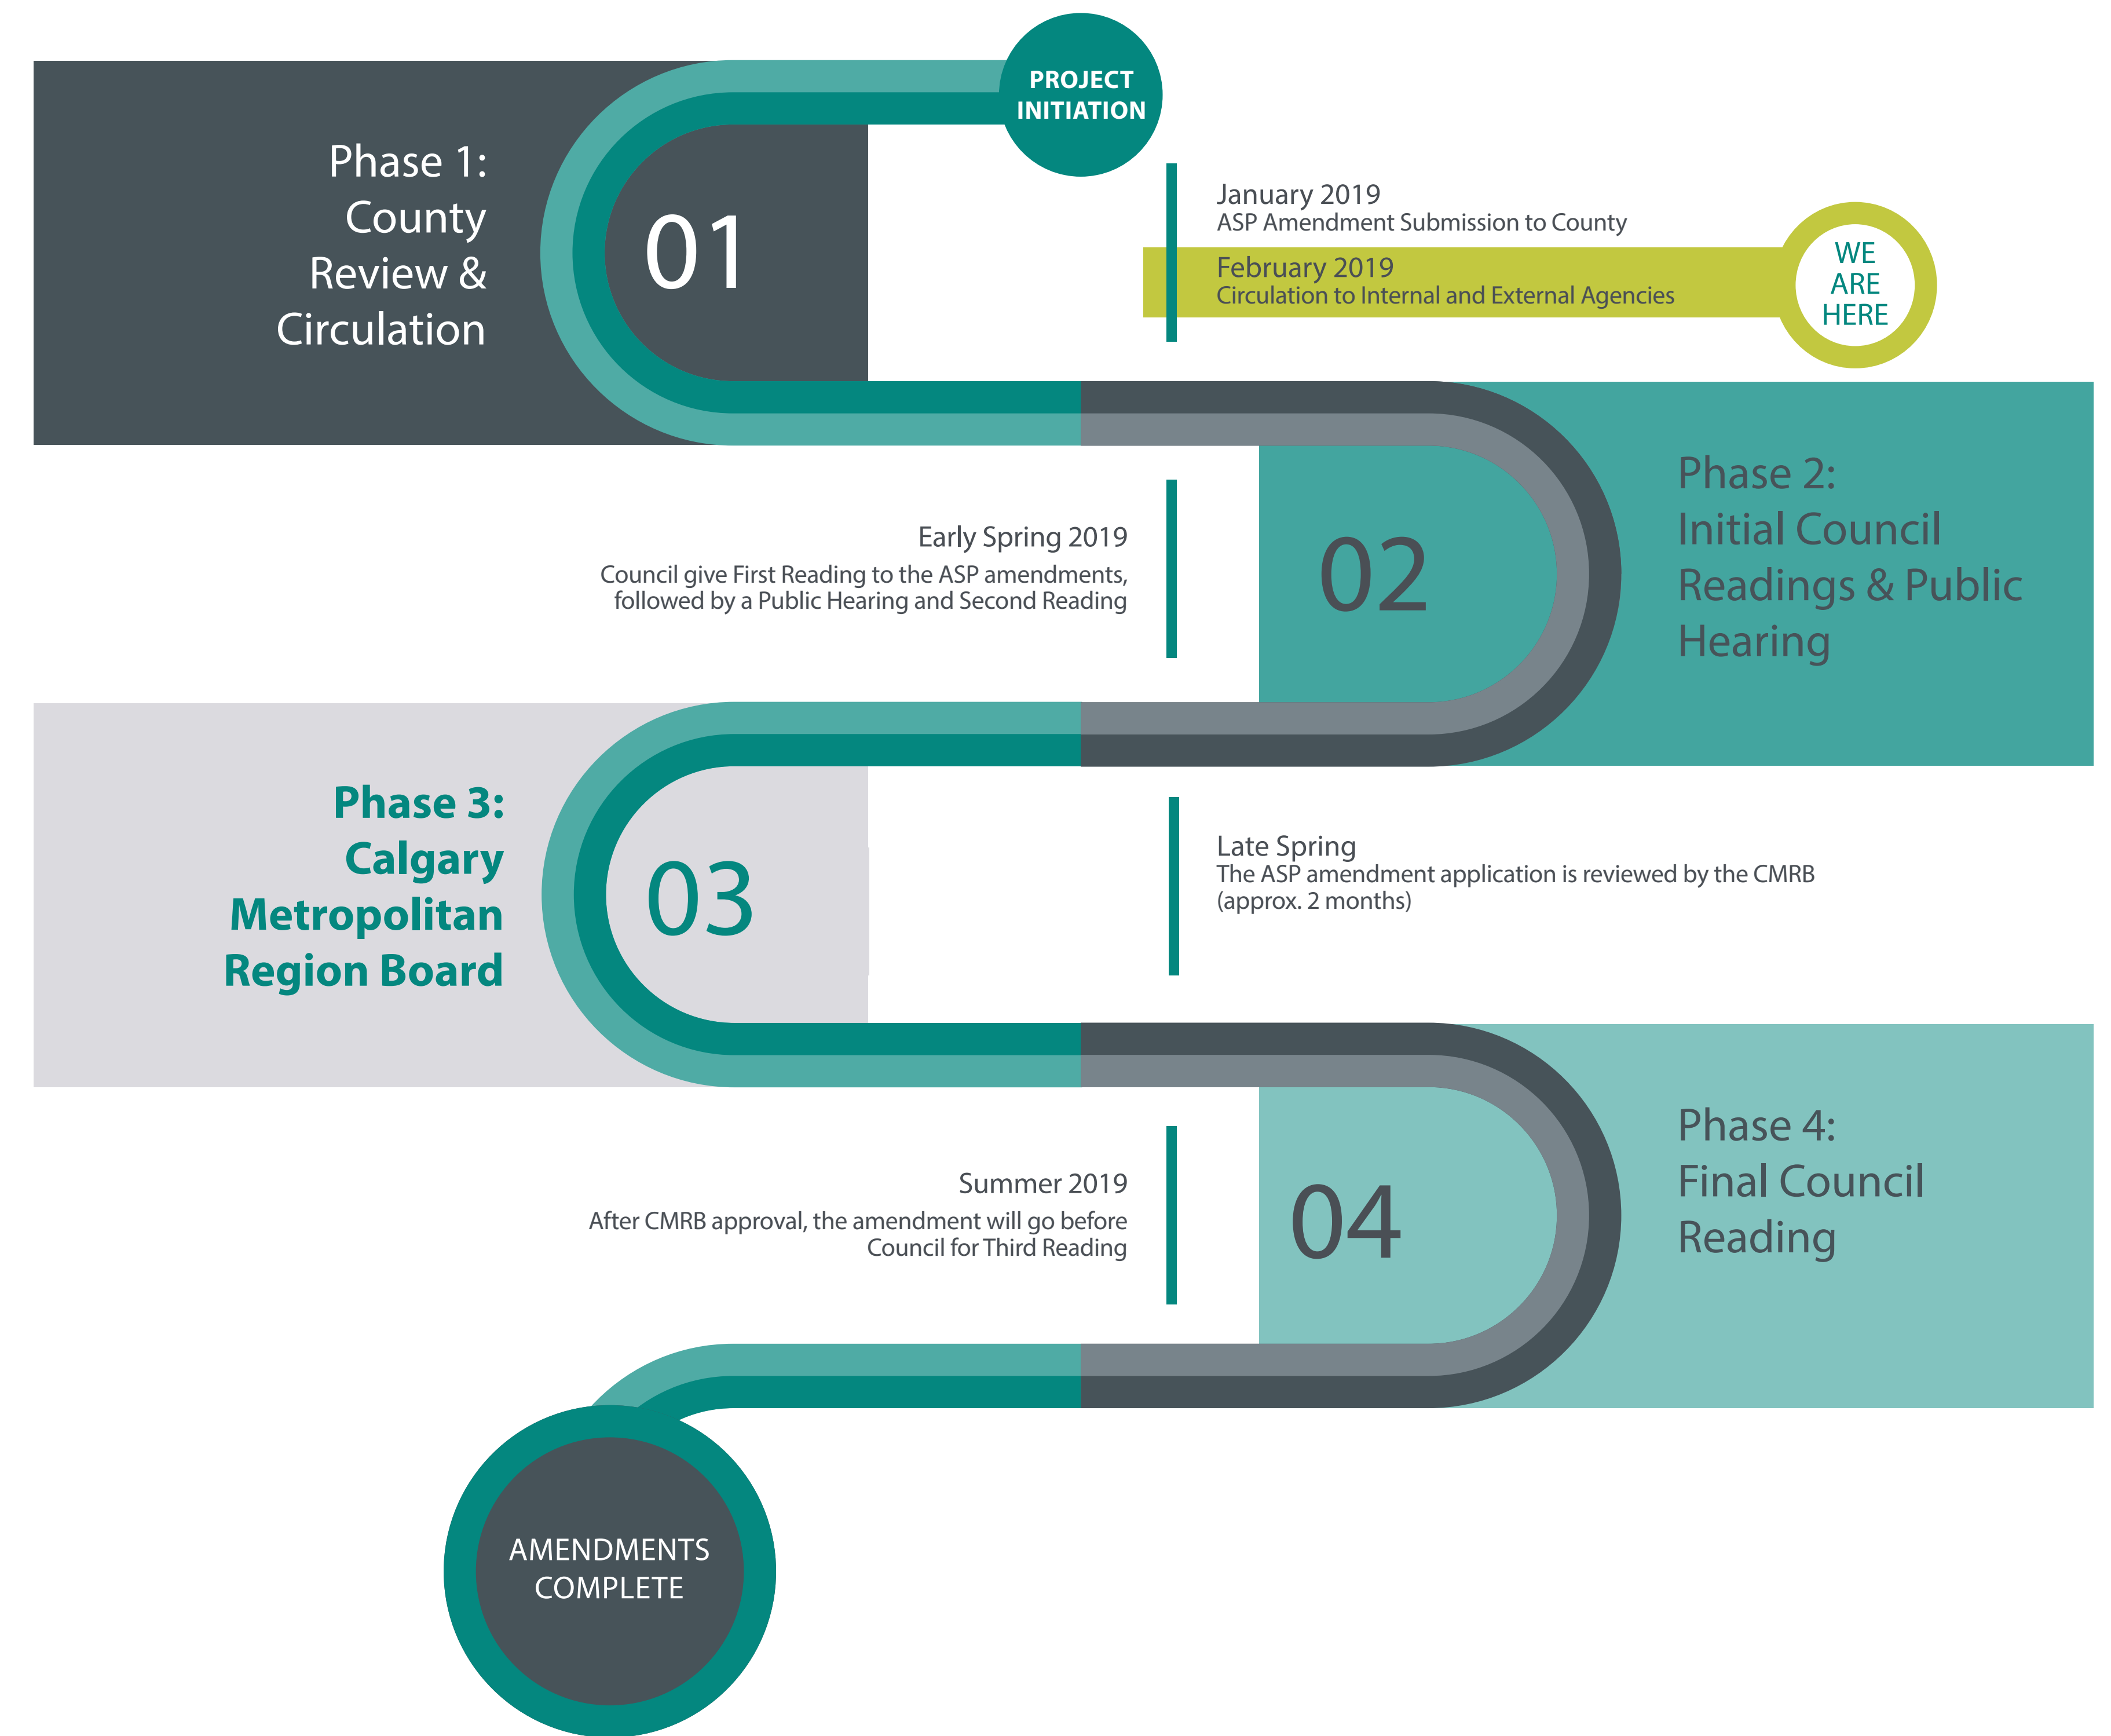 PROJECT
INITIATION
Phase 1:
County
Review &
Circulation
01
January 2019
ASP Amendment Submission to County
February 2019
Circulation to Internal and External Agencies
WE
ARE
HERE
Early Spring 2019
Council give First Reading to the ASP amendments,
followed by a Public Hearing and Second Reading
02
Phase 2:
Initial Council
Readings & Public
Hearing
Phase 3:
Calgary
Metropolitan
Region Board
03
Late Spring
The ASP amendment application is reviewed by the CMRB
(approx. 2 months)
Summer 2019
After CMRB approval, the amendment will go before
Council for Third Reading
04
Phase 4:
Final Council
Reading
AMENDMENTS
COMPLETE